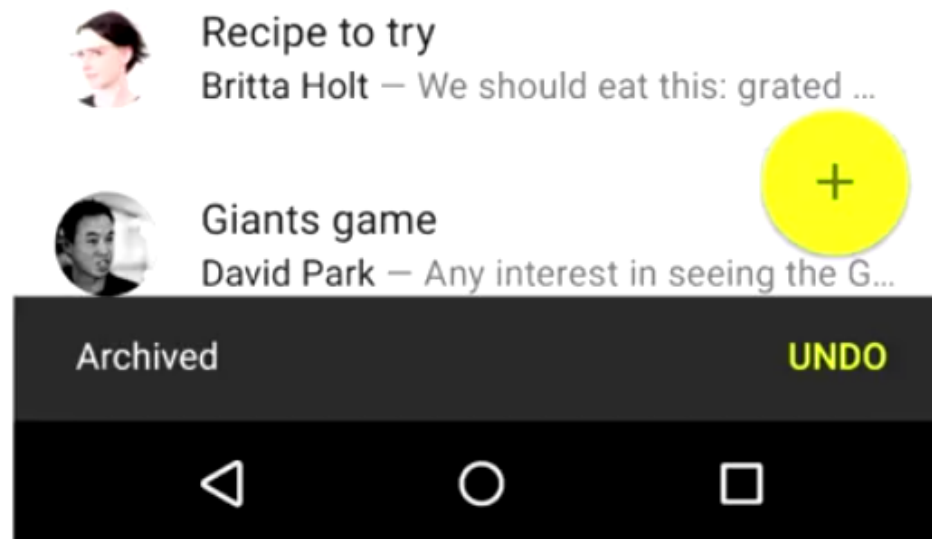 Recipe to try
Britta Holt — We should eat this: grated ...
Giants game
David Park — Any interest in seeing the G...
Archived UNDO